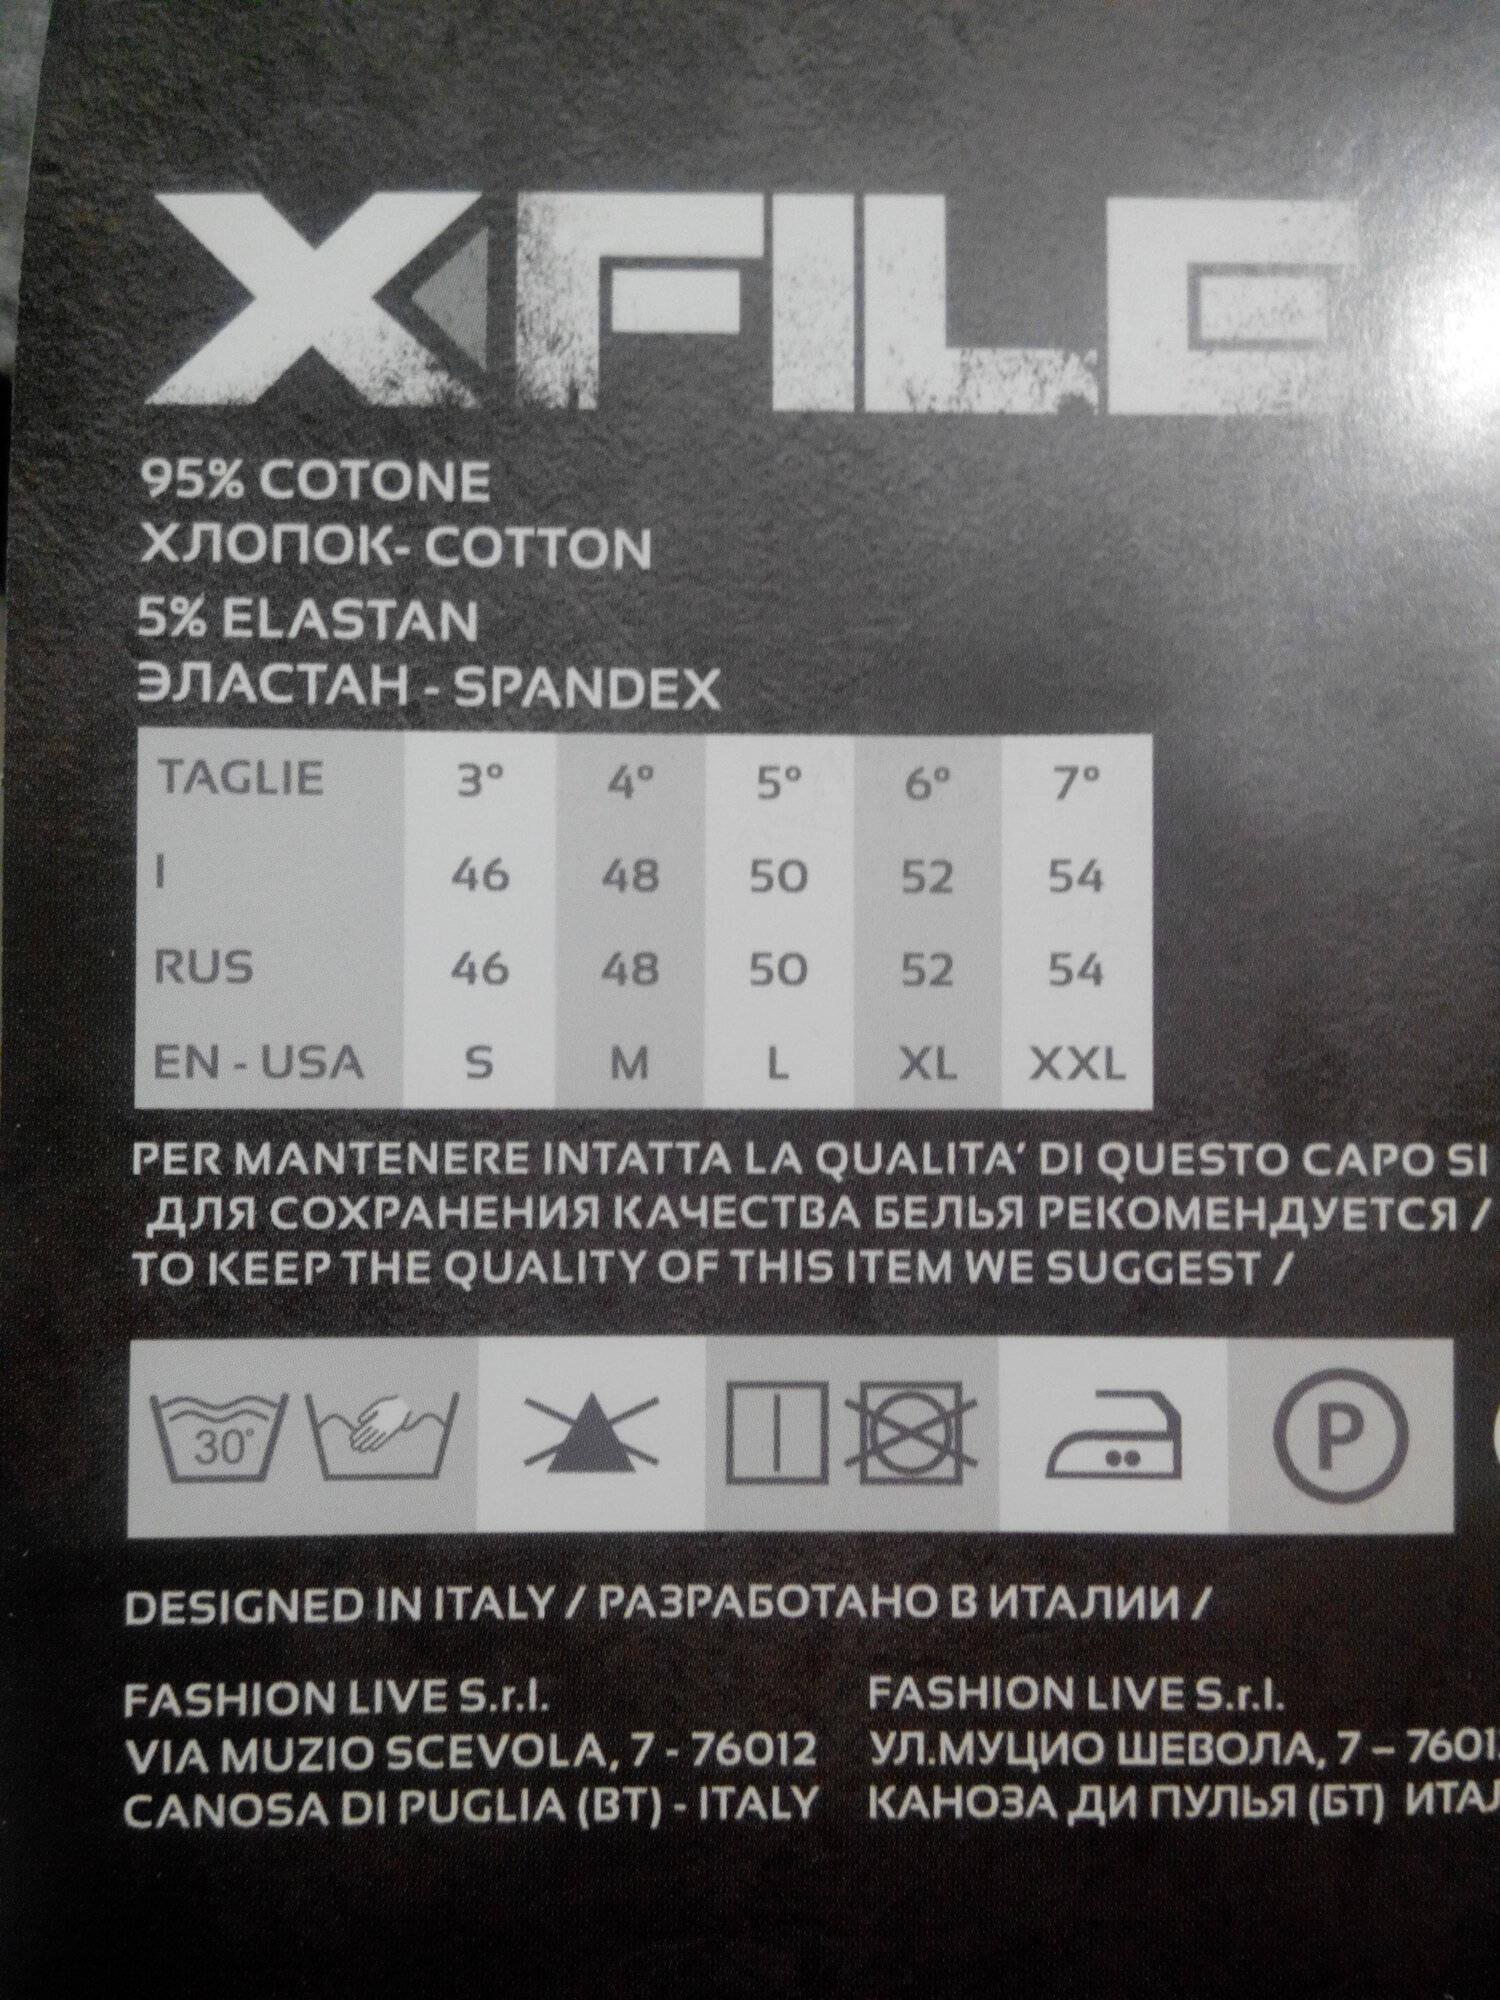 XFILE
95% COTONE
ХЛОПОК- COTTON
5% ELASTAN
ЭЛАСТАН - SPANDEX
TAGLIE 3° 4° 5° 6° 7°
I 46 48 50 52 54
RUS 46 48 50 52 54
EN - USA S M L XL XXL
PER MANTENERE INTATTA LA QUALITA' DI QUESTO CAPO SI
ДЛЯ СОХРАНЕНИЯ КАЧЕСТВА БЕЛЬЯ РЕКОМЕНДУЕТСЯ /
TO KEEP THE QUALITY OF THIS ITEM WE SUGGEST /
30° P
DESIGNED IN ITALY / РАЗРАБОТАНО В ИТАЛИИ /
FASHION LIVE S.r.l.
VIA MUZIO SCEVOLA, 7 - 76012
CANOSA DI PUGLIA (BT) - ITALY
FASHION LIVE S.r.l.
УЛ.МУЦИО ШЕВОЛА, 7 – 7601
КАНОЗА ДИ ПУЛЬЯ (БТ)